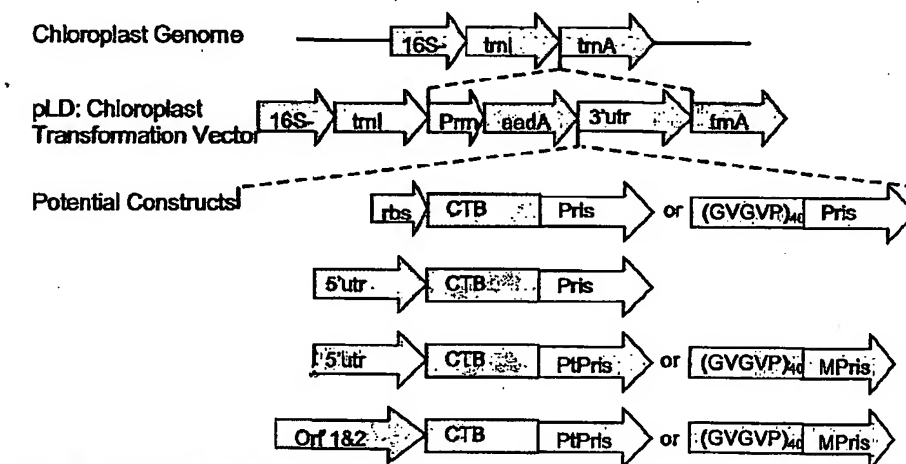 Chloroplast Genome
16S trnI trnA
pLD: Chloroplast
Transformation Vector
16S trnI Prrn aadA 3'utr trnA
Potential Constructs
rbs CTB Pris or (GVGVP)40 Pris
5'utr CTB Pris
5'utr CTB PtPris or (GVGVP)40 MPris
Orf 1&2 CTB PtPris or (GVGVP)40 MPris